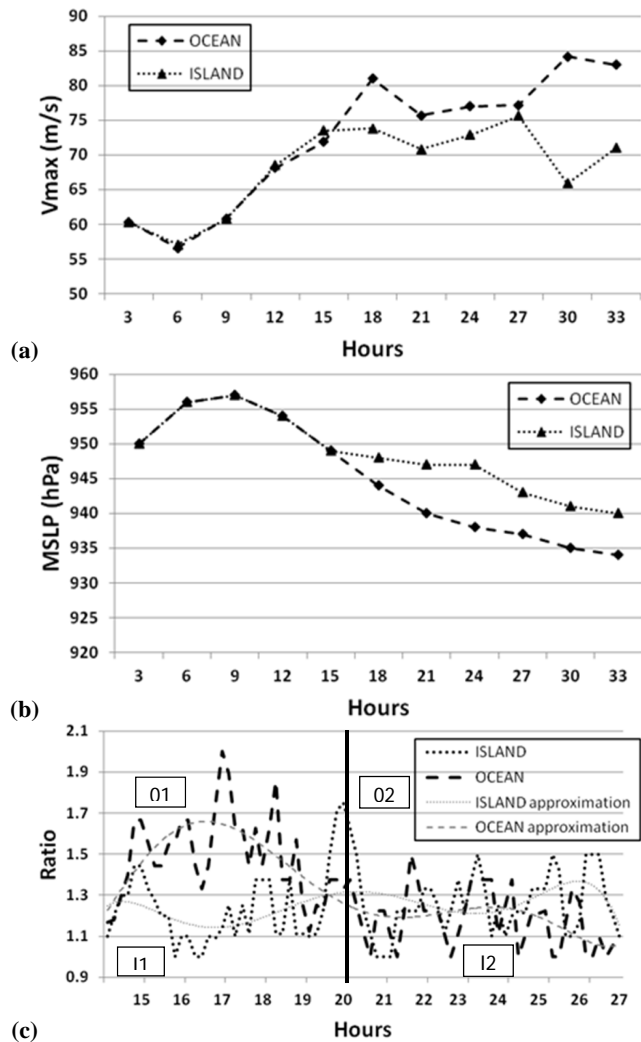 90
85
80
75
70
65
60
55
50
Vmax (m/s)
OCEAN
ISLAND
3 6 9 12 15 18 21 24 27 30 33
(a) Hours
960
955
950
945
940
935
930
925
920
MSLP (hPa)
OCEAN
ISLAND
3 6 9 12 15 18 21 24 27 30 33
(b) Hours
2.1
1.9
1.7
1.5
1.3
1.1
0.9
Ratio
01
02
ISLAND
OCEAN
ISLAND approximation
OCEAN approximation
I1
I2
15 16 17 18 19 20 22 23 24 25 26 27
(c) Hours